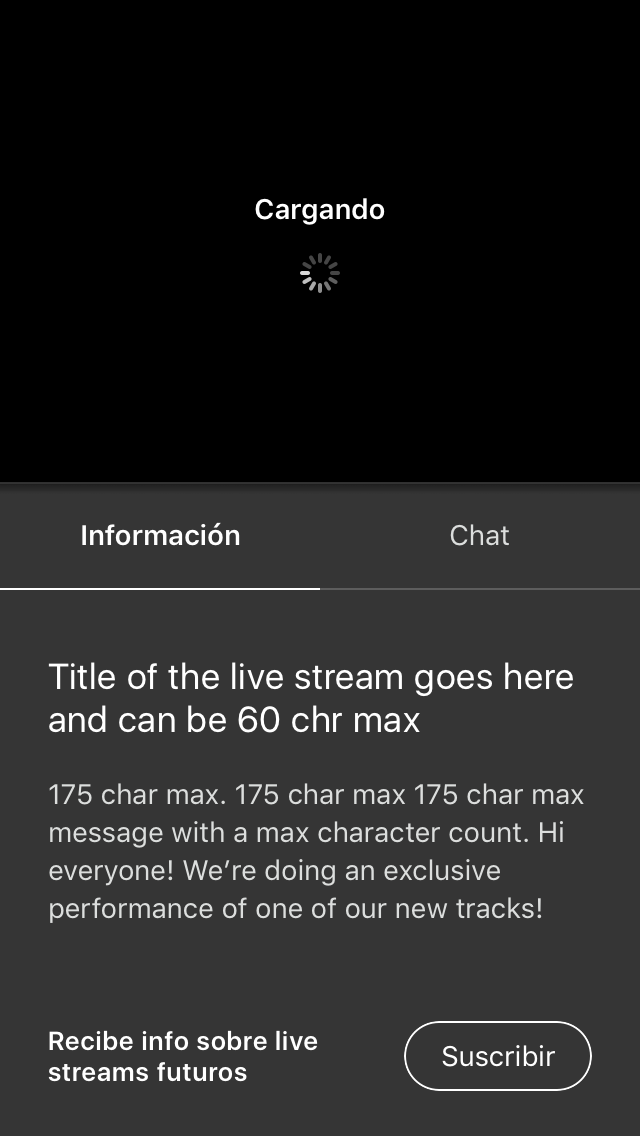 Cargando
Información
Chat
Title of the live stream goes here
and can be 60 chr max
175 char max. 175 char max 175 char max
message with a max character count. Hi
everyone! We’re doing an exclusive
performance of one of our new tracks!
Recibe info sobre live
streams futuros
Suscribir